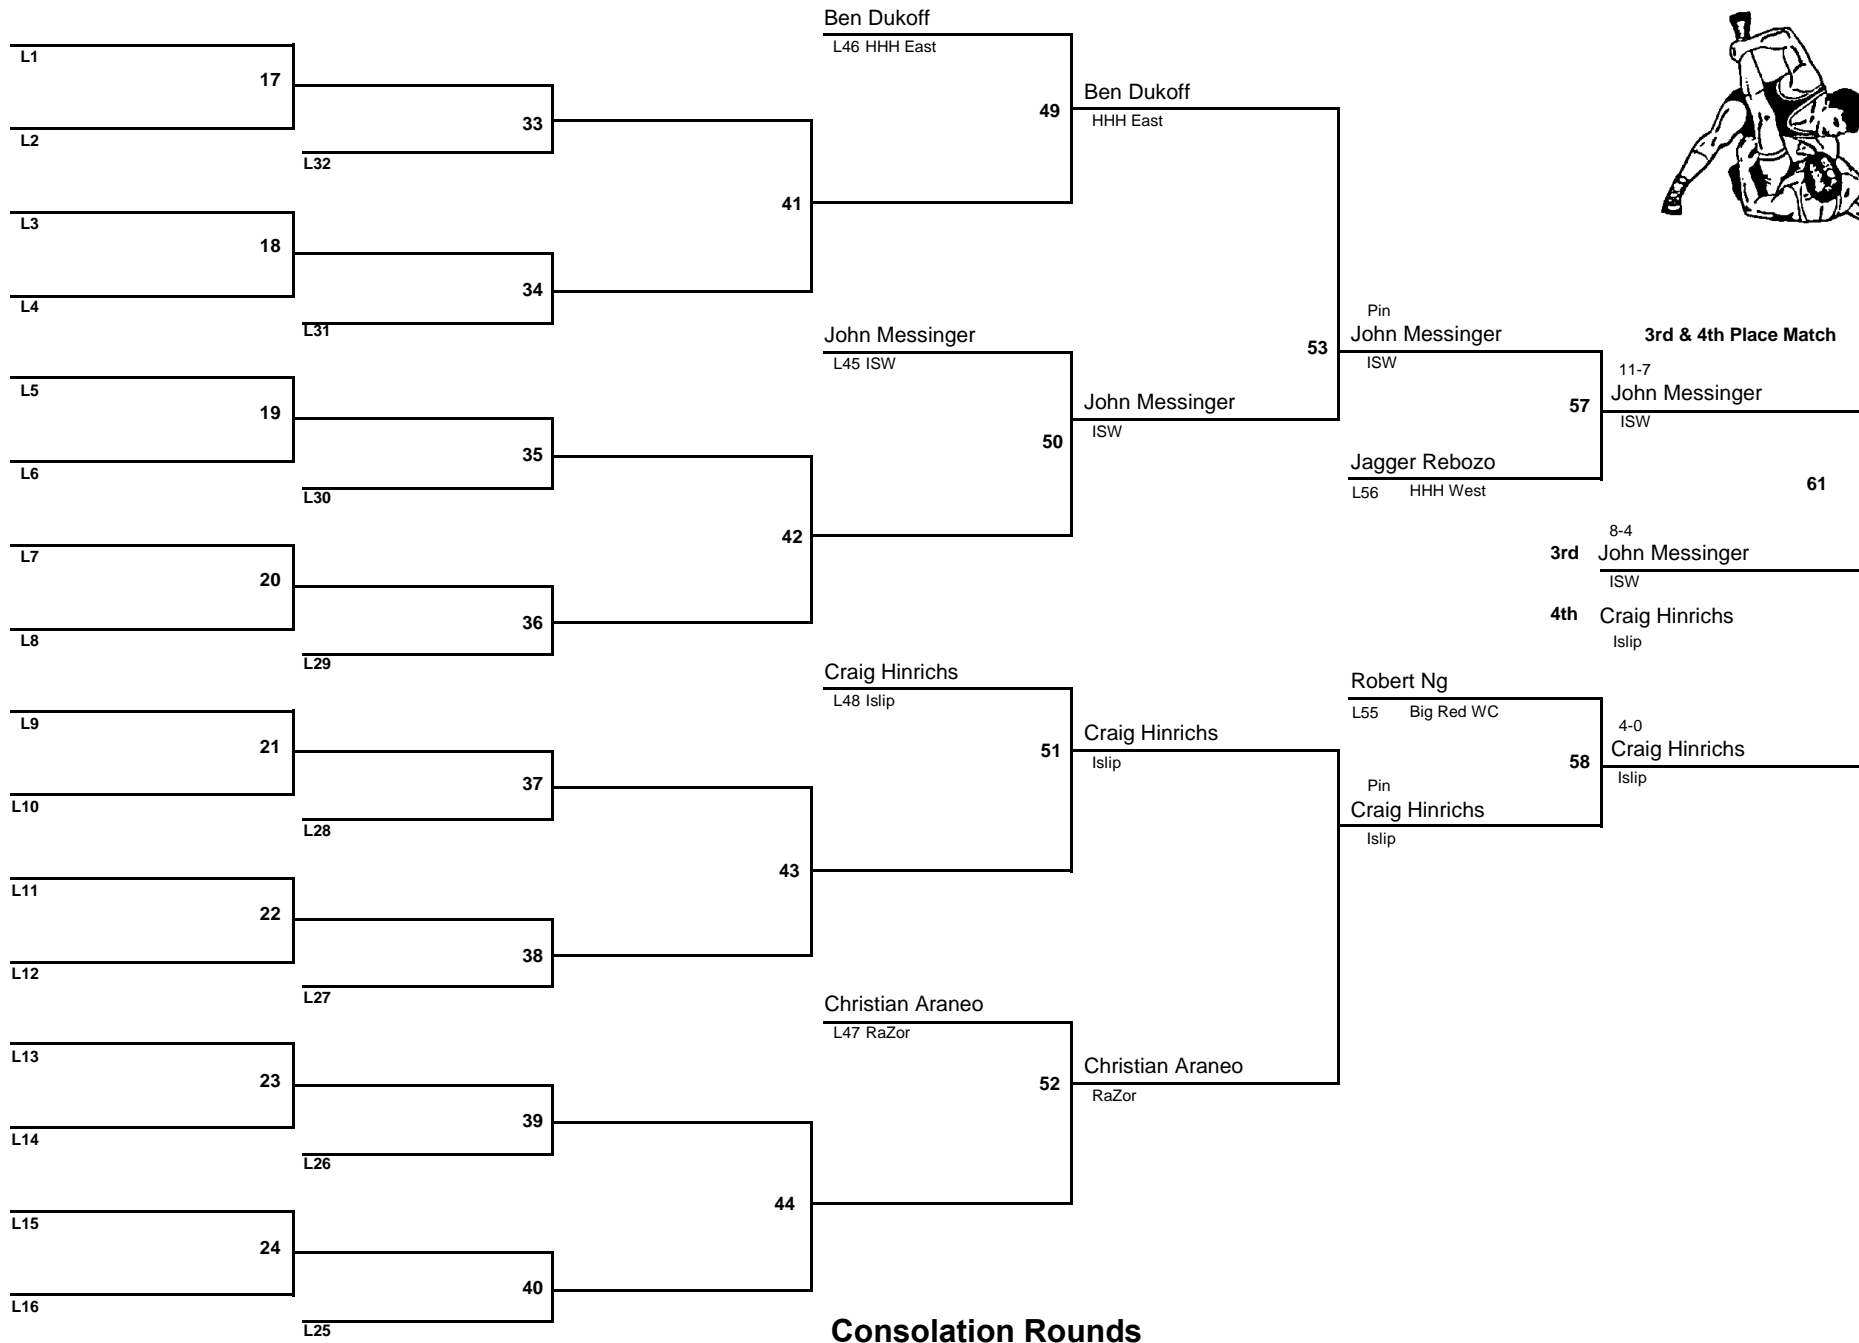 L1
17
L2
33
L32
L3
18
L4
34
L31
41
Ben Dukoff
L46 HHH East
49
Ben Dukoff
HHH East
L5
19
L6
35
L30
L7
20
L8
36
L29
42
John Messinger
L45 ISW
50
John Messinger
ISW
53
Pin
John Messinger
ISW
3rd & 4th Place Match
57
11-7
John Messinger
ISW
Jagger Rebozo
L56 HHH West
61
8-4
3rd John Messinger
ISW
4th Craig Hinrichs
Islip
L9
21
L10
37
L28
L11
22
L12
38
L27
43
Craig Hinrichs
L48 Islip
51
Craig Hinrichs
Islip
Robert Ng
L55 Big Red WC
58
4-0
Craig Hinrichs
Islip
Pin
Craig Hinrichs
Islip
L13
23
L14
39
L26
L15
24
L16
40
L25
44
Christian Araneo
L47 RaZor
52
Christian Araneo
RaZor
Consolation Rounds